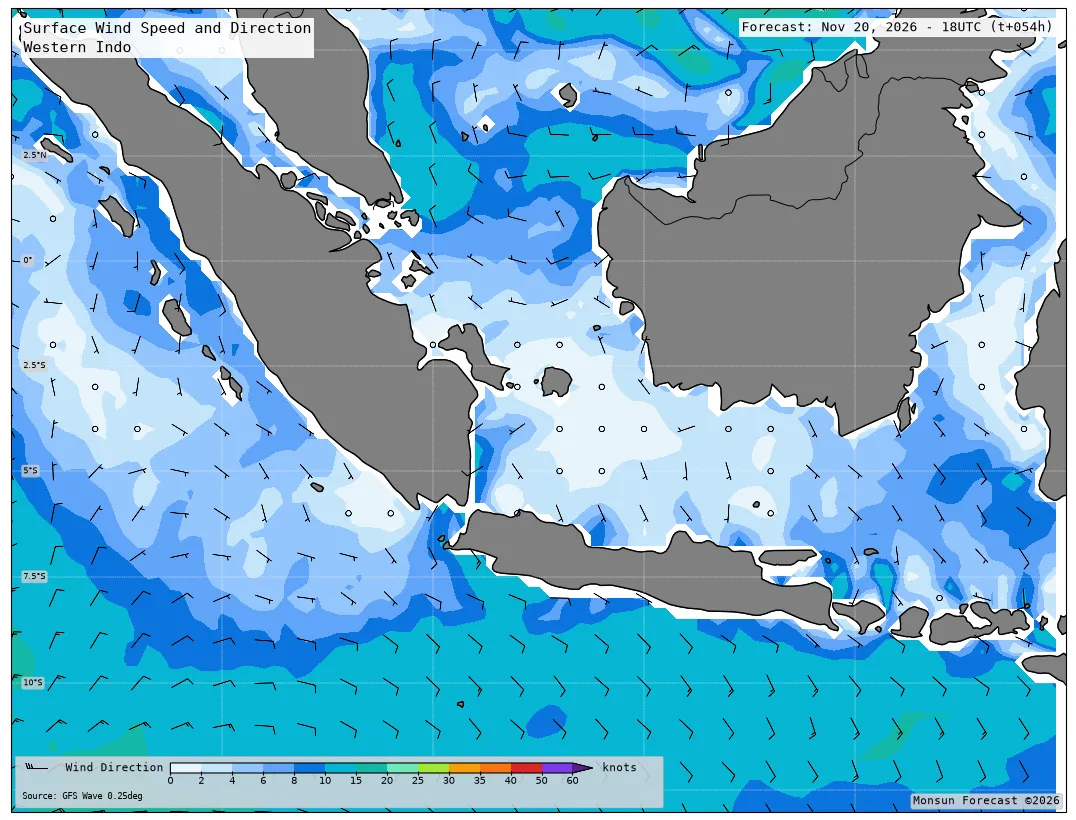 Surface Wind Speed and Direction
Western Indo
Forecast: Nov 20, 2026 - 18UTC (t+054h)
2.5°N
0°
2.5°S
5°S
7.5°S
10°S
Wind Direction
0 2 4 6 8 10 15 20 25 30 35 40 50 60
knots
Source: GFS Wave 0.25deg
Monsun Forecast ©2026